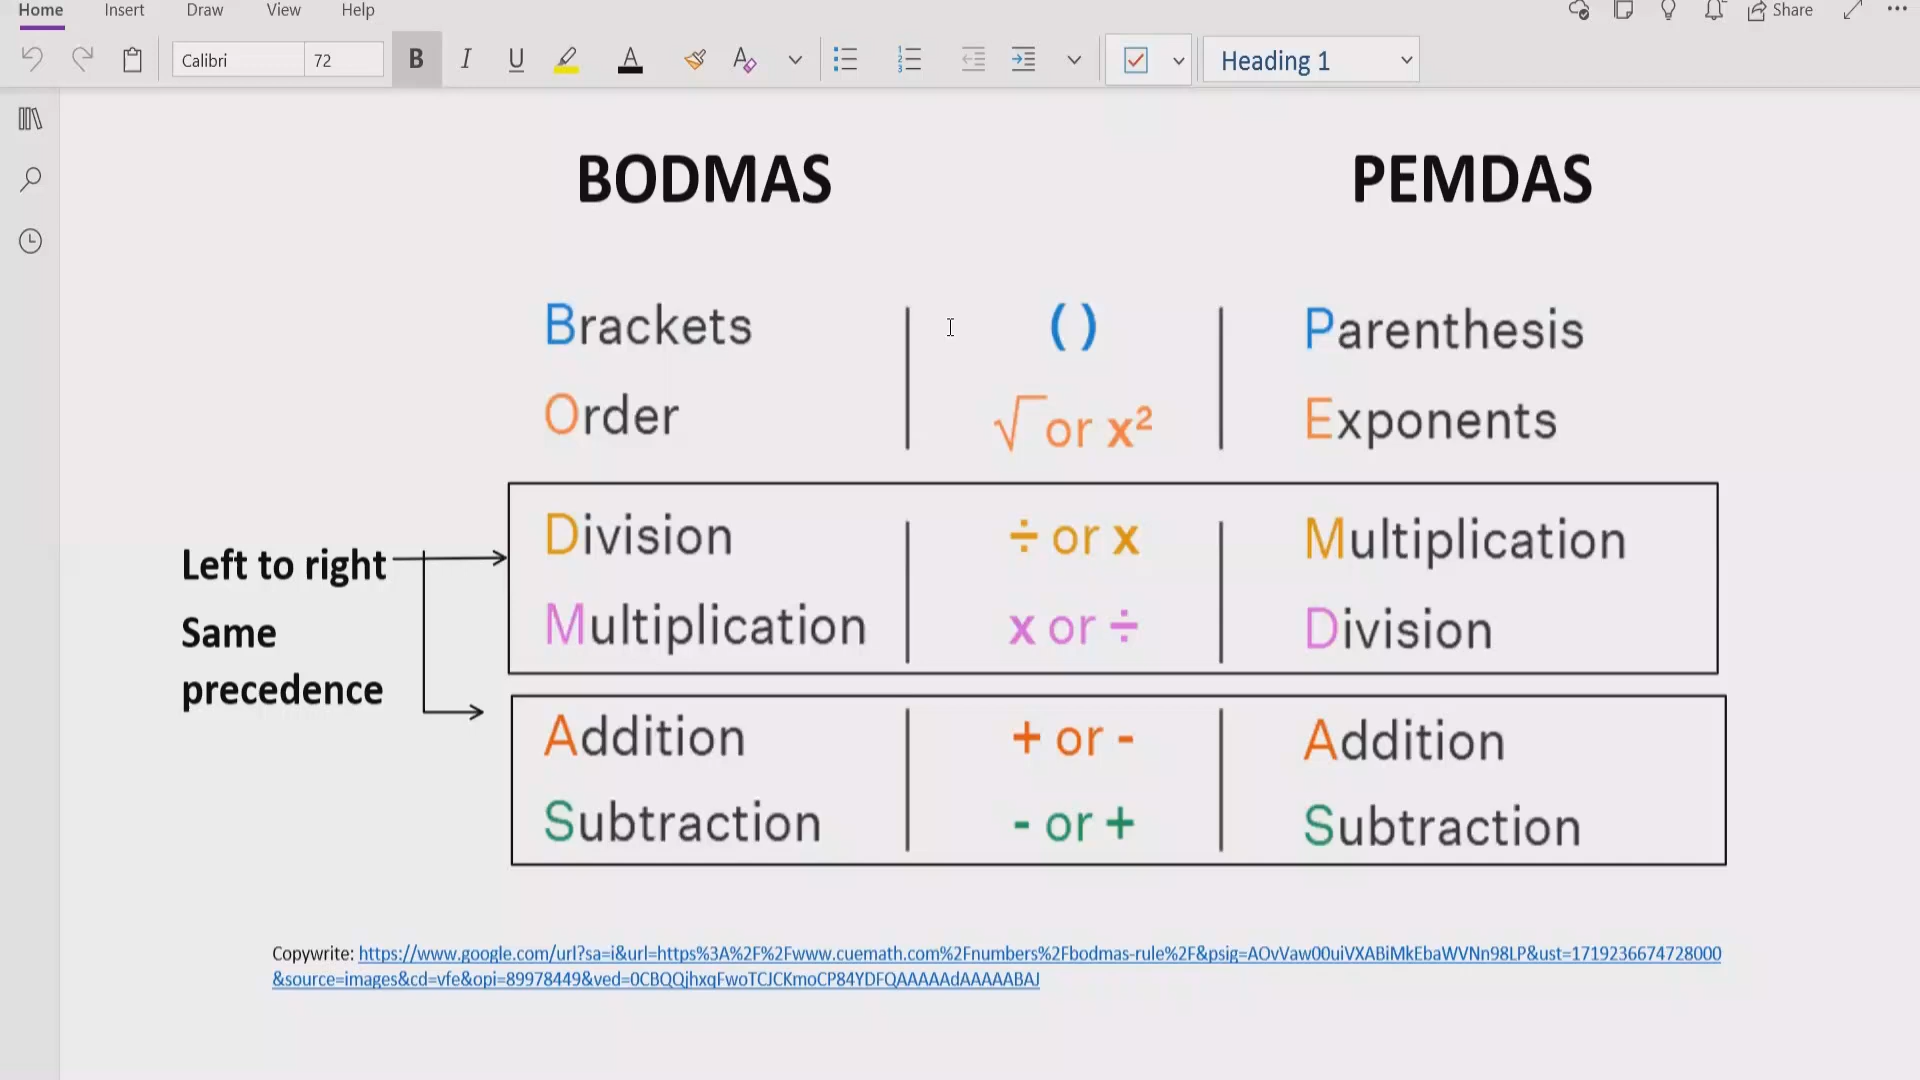 Home Insert Draw View Help Share
Calibri 72 B I U A A Heading 1
BODMAS PEMDAS
Brackets ( ) Parenthesis
Order √ or x² Exponents
Division ÷ or x Multiplication
Left to right
Same
precedence
Multiplication x or ÷ Division
Addition + or - Addition
Subtraction - or + Subtraction
Copywrite: https://www.google.com/url?sa=i&url=https%3A%2F%2Fwww.cuemath.com%2Fnumbers%2Fbodmas-rule%2F&psig=AOvVaw00uiVXABiMkEbaWVNn98LP&ust=1719236674728000
&source=images&cd=vfe&opi=89978449&ved=0CBQQjhxqFwoTCJCKmoCP84YDFQAAAAAdAAAAABAJ